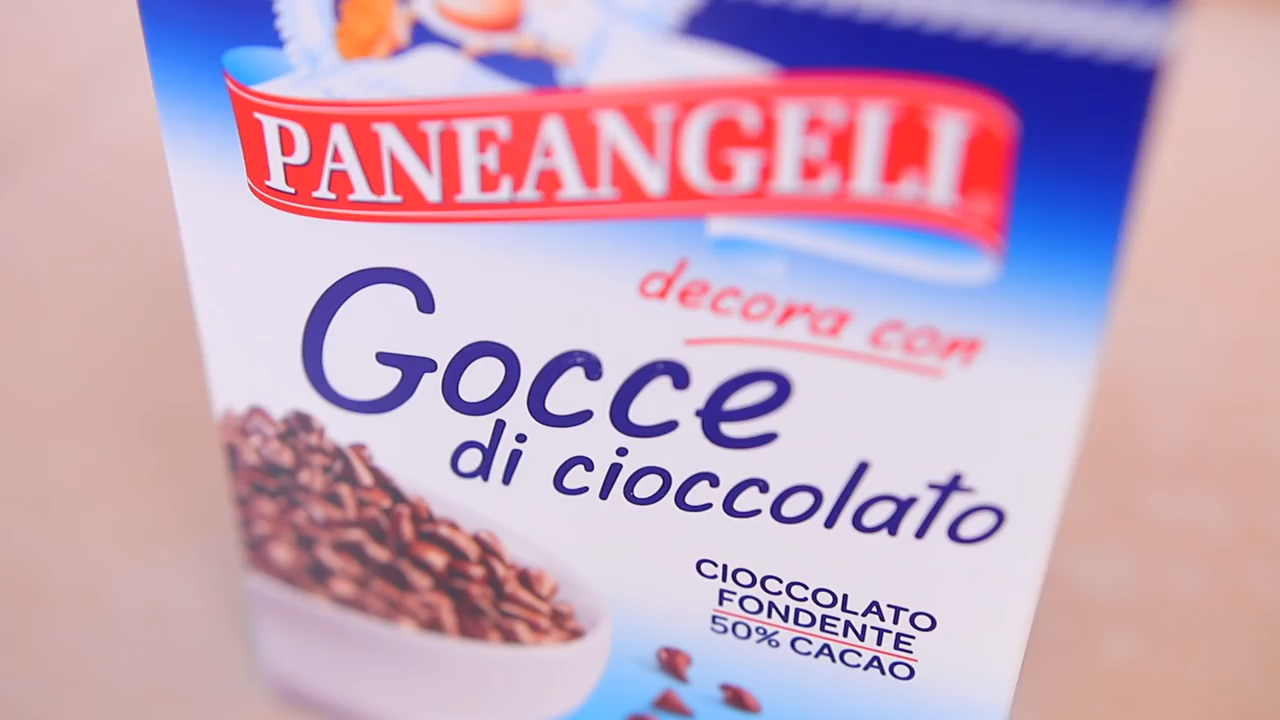 PANEANGELI
decora con
Gocce
di cioccolato
CIOCCOLATO
FONDENTE
50% CACAO